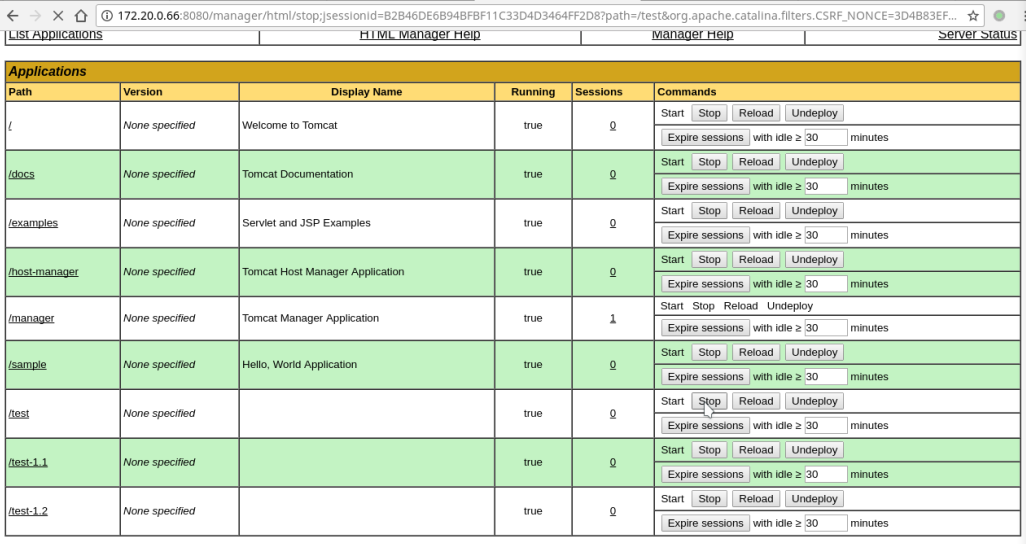 172.20.0.66:8080/manager/html/stop;jsessionid=B2B46DE6B94BFBF11C33D4D3464FF2D8?path=/test&org.apache.catalina.filters.CSRF_NONCE=3D4B83EF...
List Applications HTML Manager Help Manager Help Server Status
Applications
Path Version Display Name Running Sessions Commands
/ None specified Welcome to Tomcat true 0 Start Stop Reload Undeploy
Expire sessions with idle ≥ 30 minutes
/docs None specified Tomcat Documentation true 0 Start Stop Reload Undeploy
Expire sessions with idle ≥ 30 minutes
/examples None specified Servlet and JSP Examples true 0 Start Stop Reload Undeploy
Expire sessions with idle ≥ 30 minutes
/host-manager None specified Tomcat Host Manager Application true 0 Start Stop Reload Undeploy
Expire sessions with idle ≥ 30 minutes
/manager None specified Tomcat Manager Application true 1 Start Stop Reload Undeploy
Expire sessions with idle ≥ 30 minutes
/sample None specified Hello, World Application true 0 Start Stop Reload Undeploy
Expire sessions with idle ≥ 30 minutes
/test None specified true 0 Start Stop Reload Undeploy
Expire sessions with idle ≥ 30 minutes
/test-1.1 None specified true 0 Start Stop Reload Undeploy
Expire sessions with idle ≥ 30 minutes
/test-1.2 None specified true 0 Start Stop Reload Undeploy
Expire sessions with idle ≥ 30 minutes